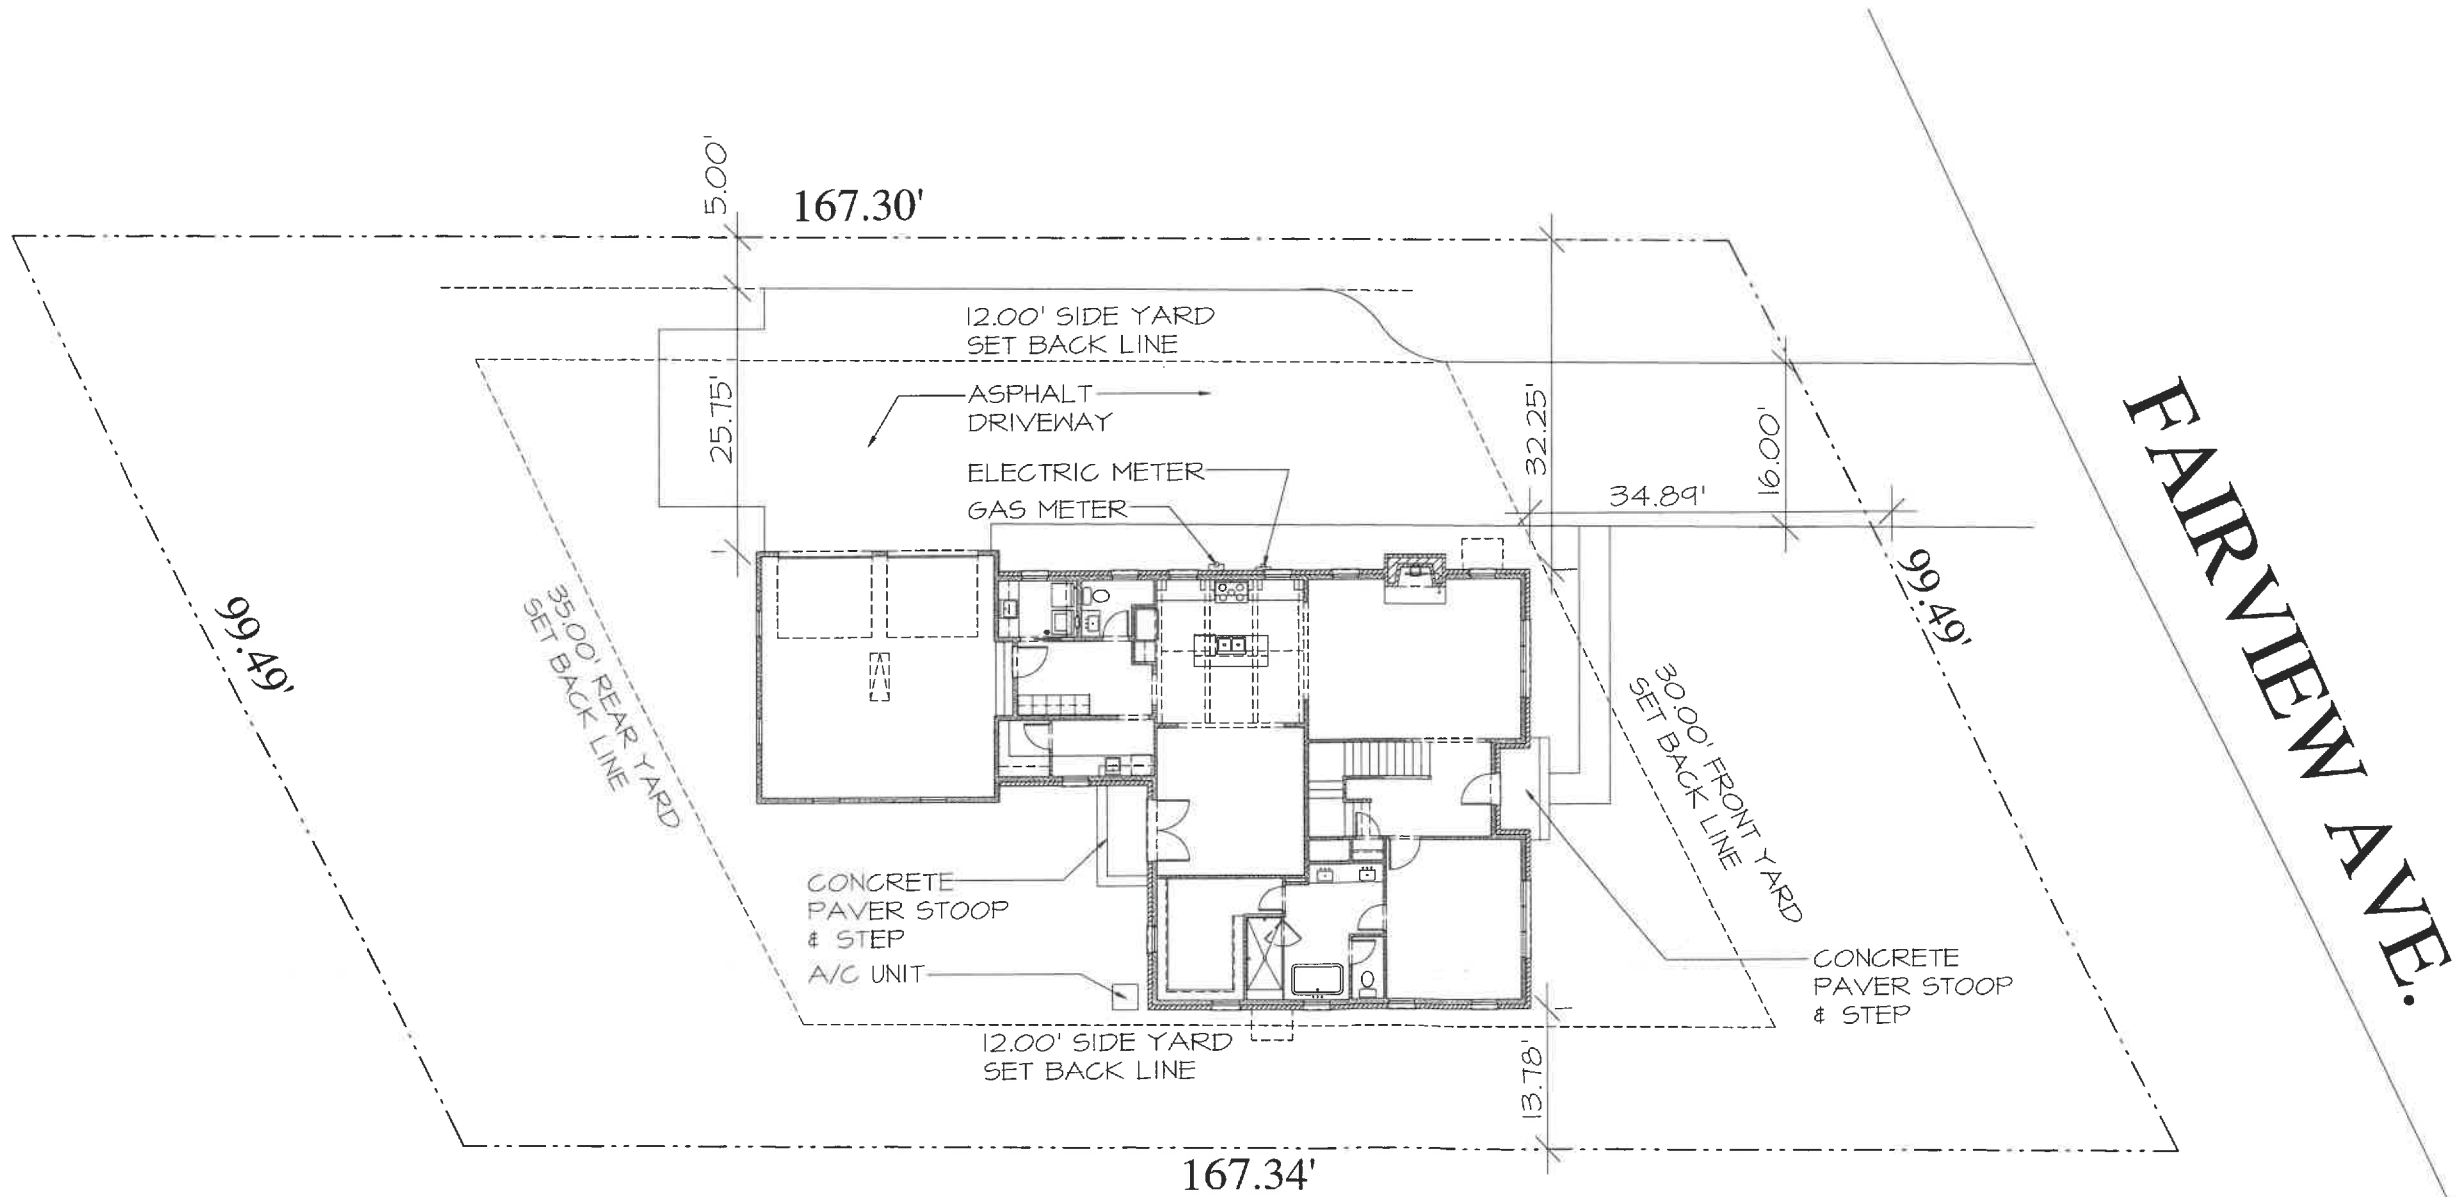 5.00'
167.30'
12.00' SIDE YARD
SET BACK LINE
ASPHALT
DRIVEWAY
25.75'
32.25'
16.00'
ELECTRIC METER
GAS METER
34.89'
FAIRVIEW AVE.
99.49'
99.49'
35.00' REAR YARD
SET BACK LINE
30.00' FRONT YARD
SET BACK LINE
CONCRETE
PAVER STOOP
& STEP
A/C UNIT
CONCRETE
PAVER STOOP
& STEP
12.00' SIDE YARD
SET BACK LINE
13.78'
167.34'